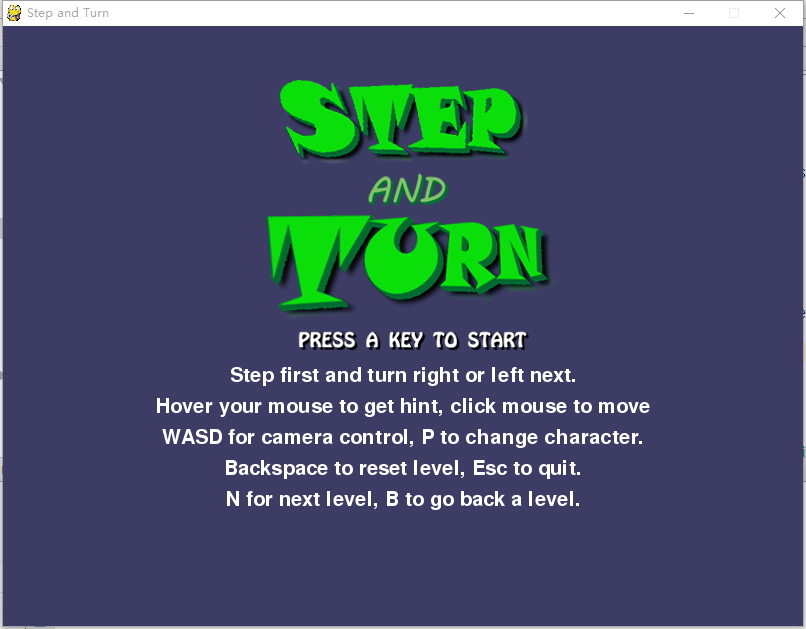 Step and Turn
STEP
AND
TURN
PRESS A KEY TO START
Step first and turn right or left next.
Hover your mouse to get hint, click mouse to move
WASD for camera control, P to change character.
Backspace to reset level, Esc to quit.
N for next level, B to go back a level.